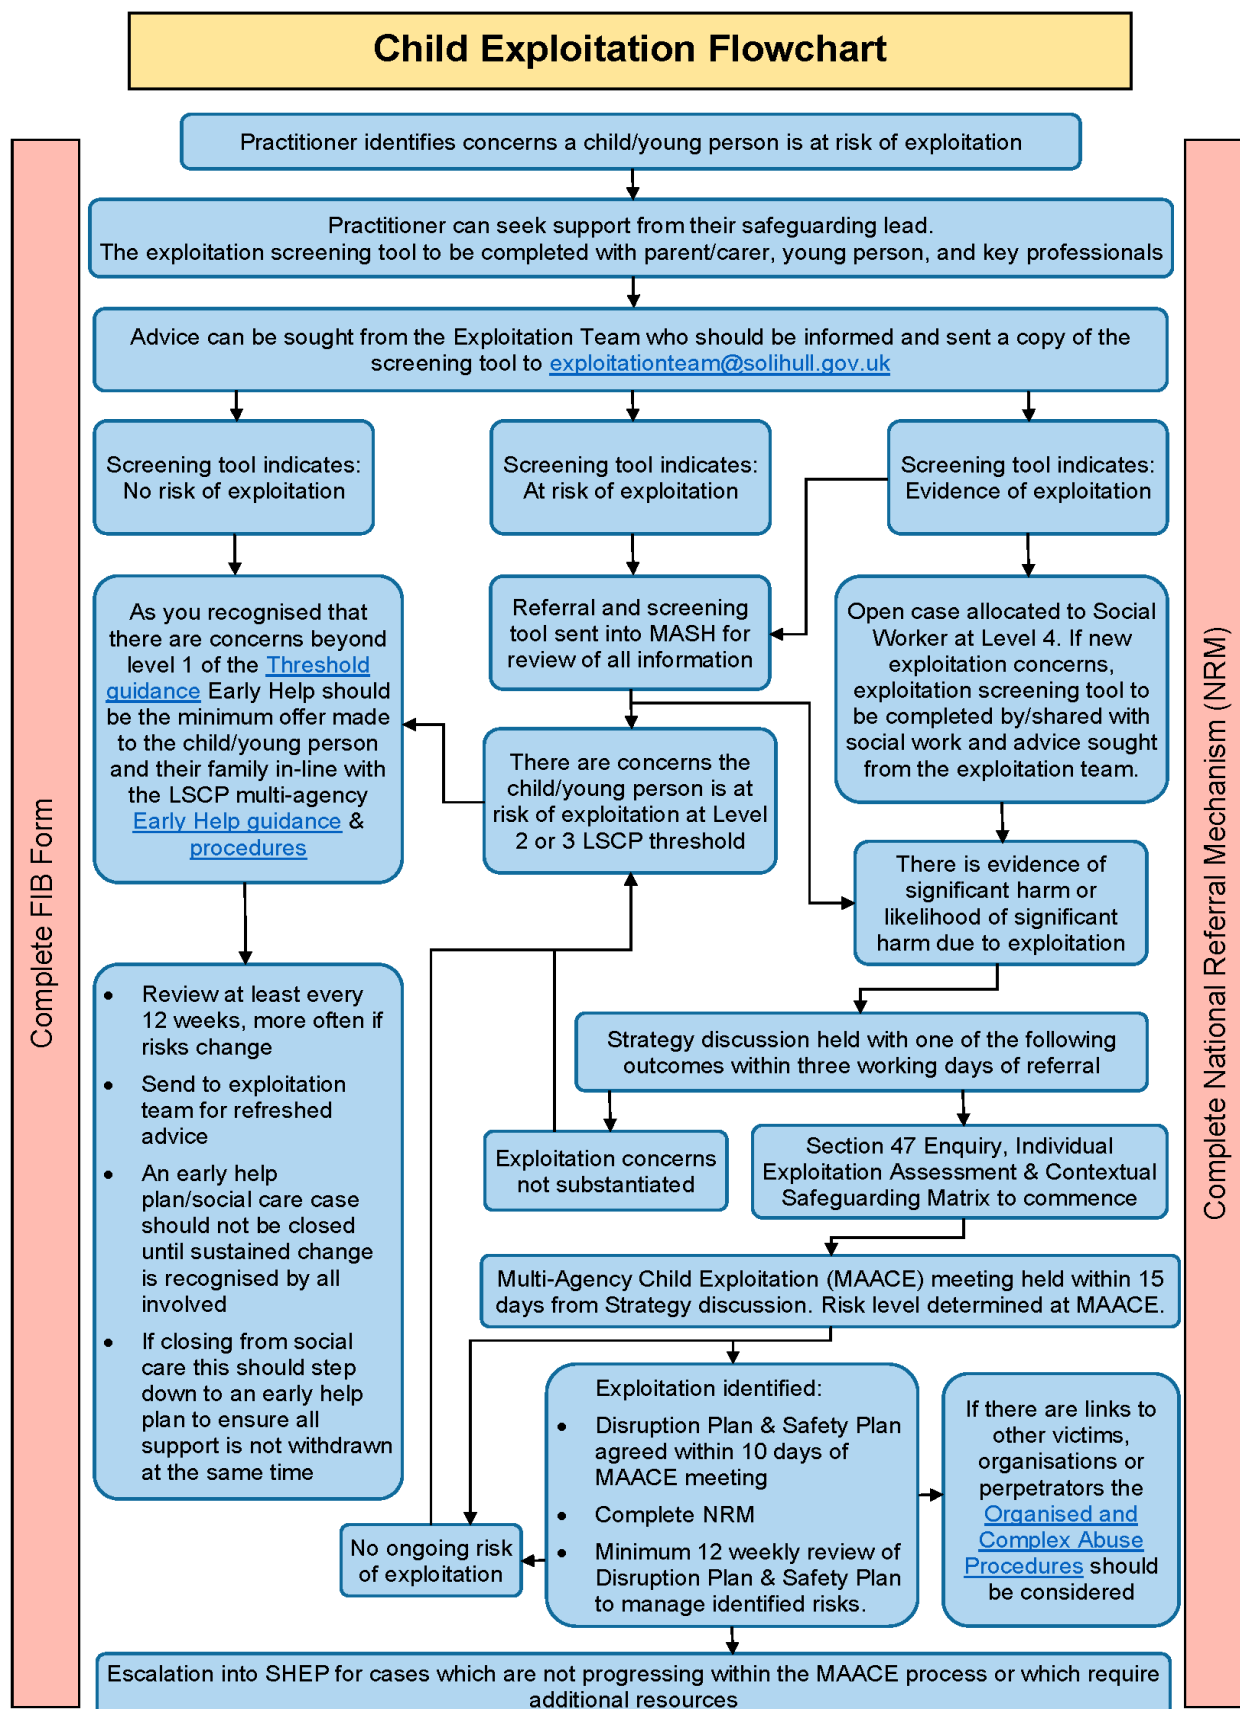 Child Exploitation Flowchart
Complete FIB Form
Complete National Referral Mechanism (NRM)
Practitioner identifies concerns a child/young person is at risk of exploitation
Practitioner can seek support from their safeguarding lead.
The exploitation screening tool to be completed with parent/carer, young person, and key professionals
Advice can be sought from the Exploitation Team who should be informed and sent a copy of the
screening tool to exploitationteam@solihull.gov.uk
Screening tool indicates:
No risk of exploitation
Screening tool indicates:
At risk of exploitation
Screening tool indicates:
Evidence of exploitation
As you recognised that
there are concerns beyond
level 1 of the Threshold
guidance Early Help should
be the minimum offer made
to the child/young person
and their family in-line with
the LSCP multi-agency
Early Help guidance &
procedures
Referral and screening
tool sent into MASH for
review of all information
Open case allocated to Social
Worker at Level 4. If new
exploitation concerns,
exploitation screening tool to
be completed by/shared with
social work and advice sought
from the exploitation team.
There are concerns the
child/young person is at
risk of exploitation at Level
2 or 3 LSCP threshold
There is evidence of
significant harm or
likelihood of significant
harm due to exploitation
• Review at least every
12 weeks, more often if
risks change
• Send to exploitation
team for refreshed
advice
• An early help
plan/social care case
should not be closed
until sustained change
is recognised by all
involved
• If closing from social
care this should step
down to an early help
plan to ensure all
support is not withdrawn
at the same time
Strategy discussion held with one of the following
outcomes within three working days of referral
Exploitation concerns
not substantiated
Section 47 Enquiry, Individual
Exploitation Assessment & Contextual
Safeguarding Matrix to commence
Multi-Agency Child Exploitation (MAACE) meeting held within 15
days from Strategy discussion. Risk level determined at MAACE.
No ongoing risk
of exploitation
Exploitation identified:
• Disruption Plan & Safety Plan
agreed within 10 days of
MAACE meeting
• Complete NRM
• Minimum 12 weekly review of
Disruption Plan & Safety Plan
to manage identified risks.
If there are links to
other victims,
organisations or
perpetrators the
Organised and
Complex Abuse
Procedures should
be considered
Escalation into SHEP for cases which are not progressing within the MAACE process or which require
additional resources